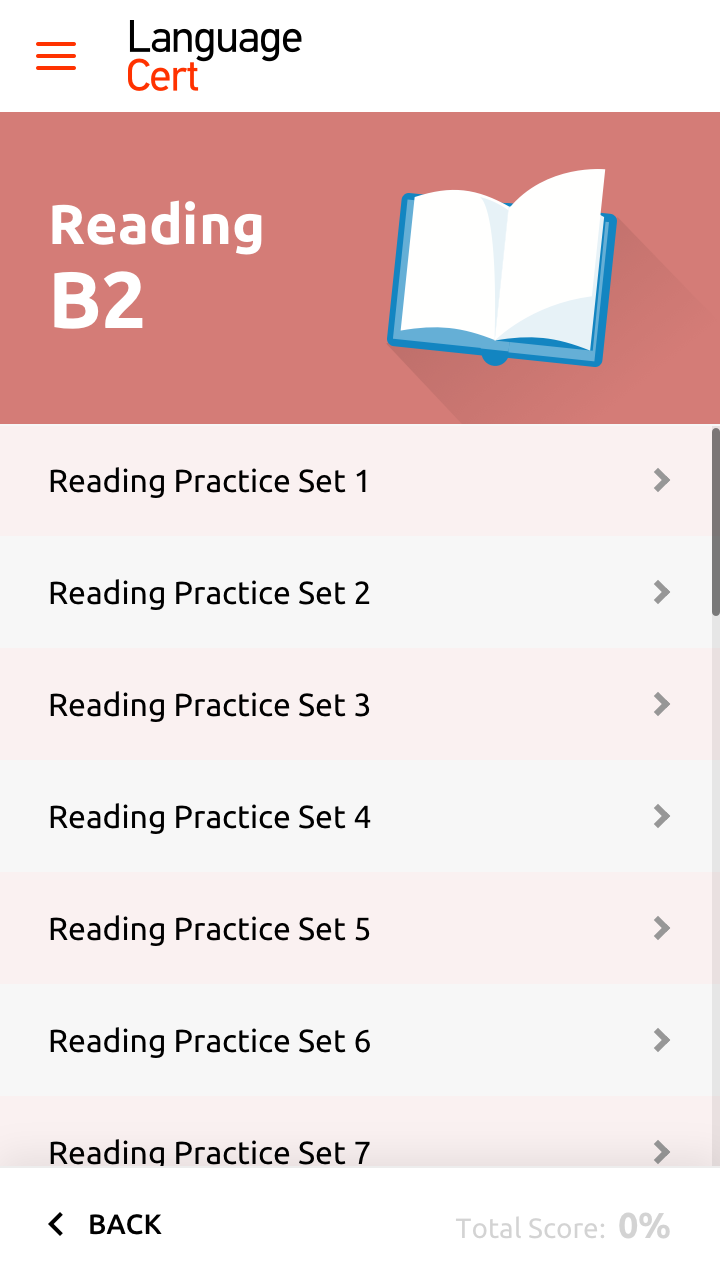 Language
Cert
Reading
B2
Reading Practice Set 1
Reading Practice Set 2
Reading Practice Set 3
Reading Practice Set 4
Reading Practice Set 5
Reading Practice Set 6
Reading Practice Set 7
BACK
Total Score: 0%